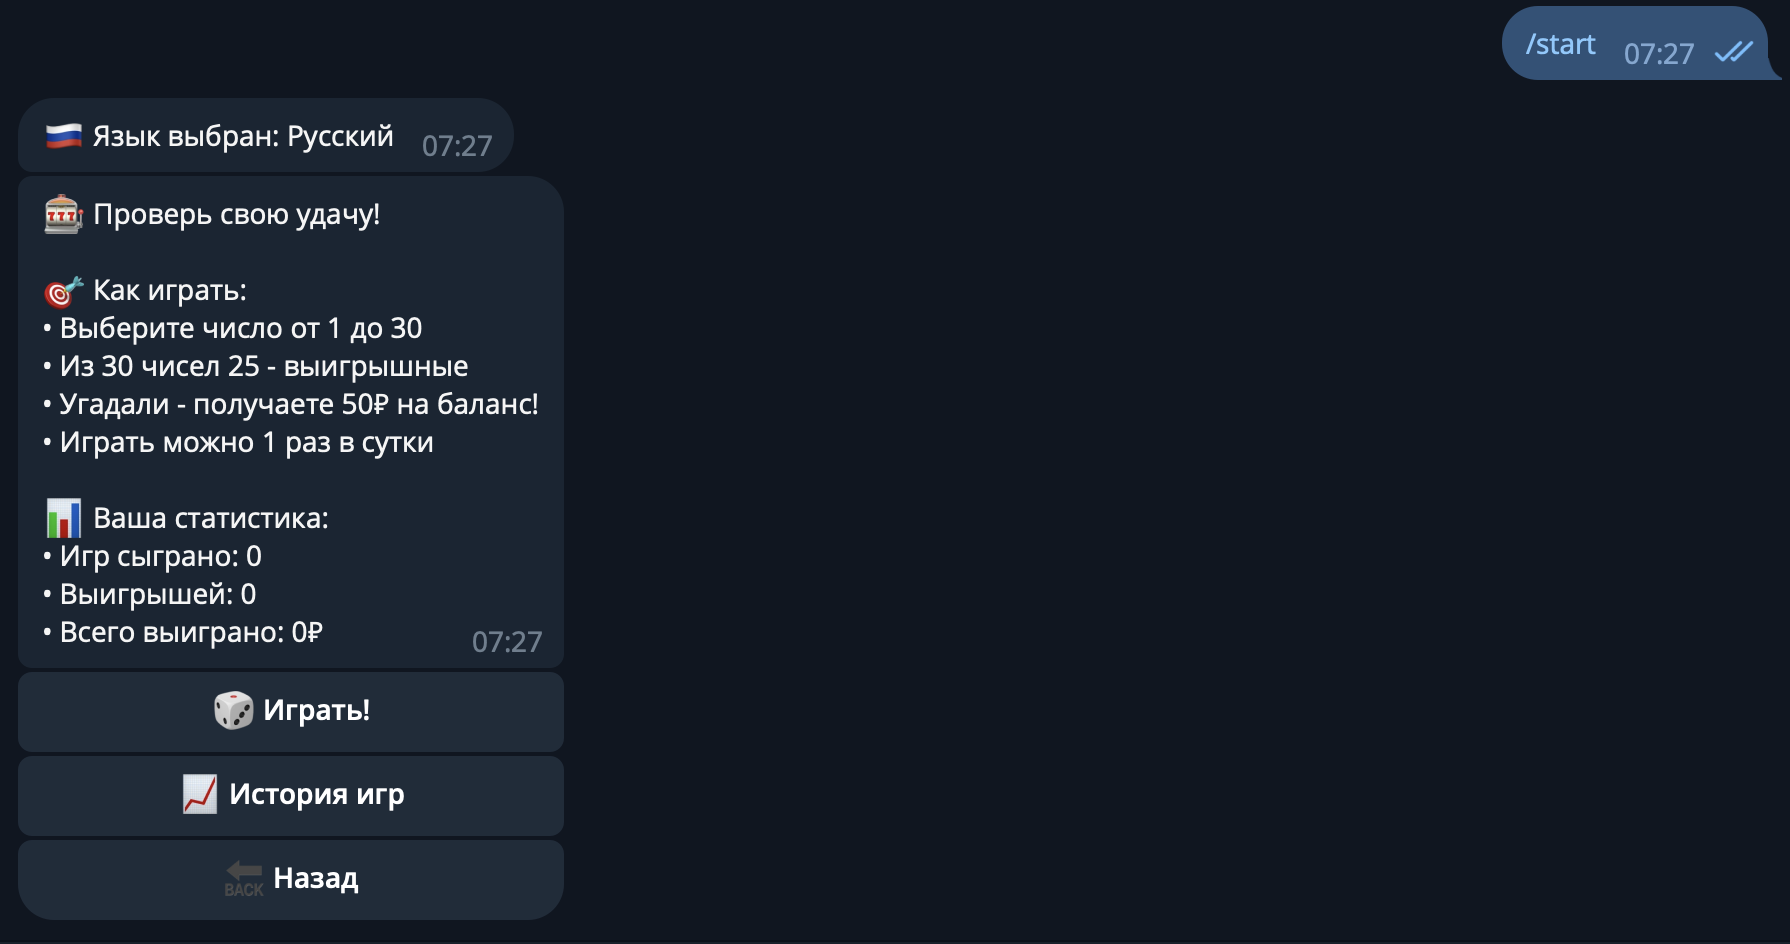 /start 07:27
Язык выбран: Русский 07:27
777 Проверь свою удачу!
Как играть:
• Выберите число от 1 до 30
• Из 30 чисел 25 - выигрышные
• Угадали - получаете 50₽ на баланс!
• Играть можно 1 раз в сутки
Ваша статистика:
• Игр сыграно: 0
• Выигрышей: 0
• Всего выиграно: 0₽ 07:27
Играть!
История игр
BACK Назад